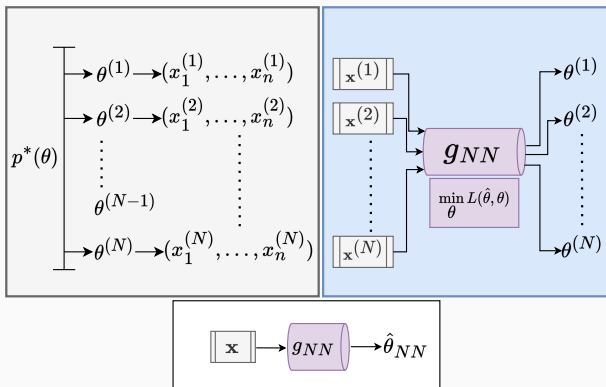 p*(θ)
θ^(1) (x_1^(1), ..., x_n^(1))
θ^(2) (x_1^(2), ..., x_n^(2))
θ^(N-1)
θ^(N) (x_1^(N), ..., x_n^(N))
x^(1)
x^(2)
x^(N)
g_NN
min_θ L(θ̂, θ)
θ^(1)
θ^(2)
θ^(N)
x g_NN θ̂_NN